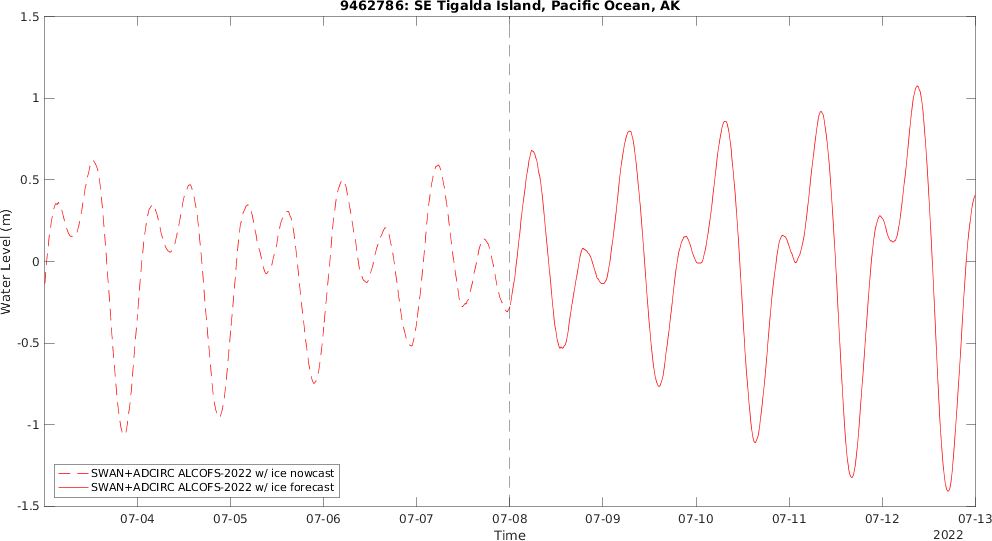 9462786: SE Tigalda Island, Pacific Ocean, AK
1.5
1
0.5
0
-0.5
-1
-1.5
Water Level (m)
SWAN+ADCIRC ALCOFS-2022 w/ ice nowcast
SWAN+ADCIRC ALCOFS-2022 w/ ice forecast
07-04 07-05 07-06 07-07 07-08 07-09 07-10 07-11 07-12 07-13
Time
2022